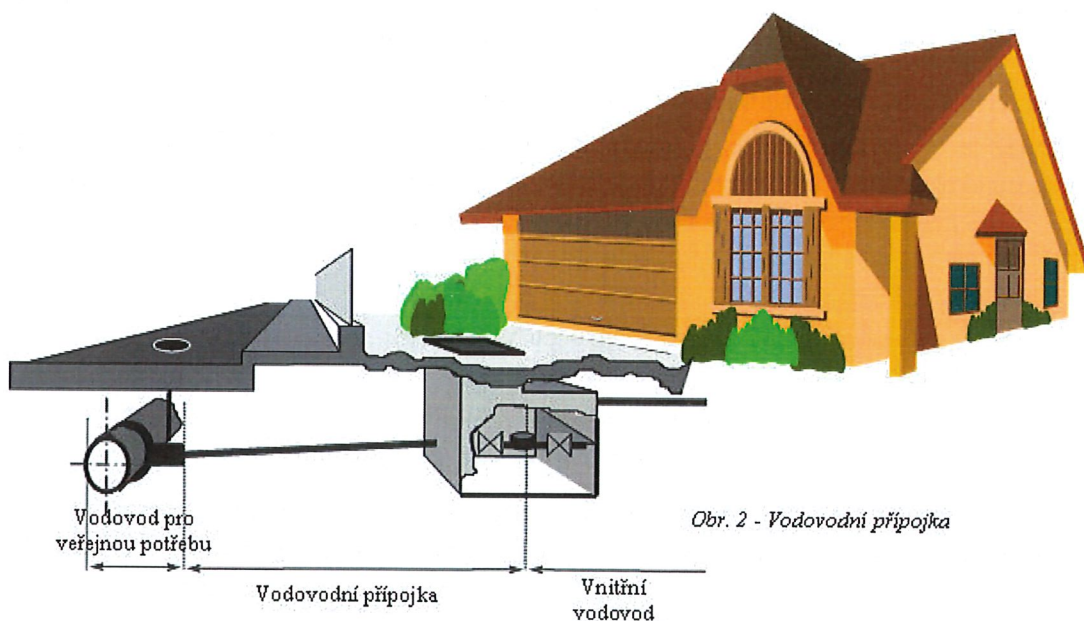 Obr. 2 - Vodovodní přípojka
Vodovod pro
veřejnou potřebu
Vodovodní přípojka
Vnitřní
vodovod